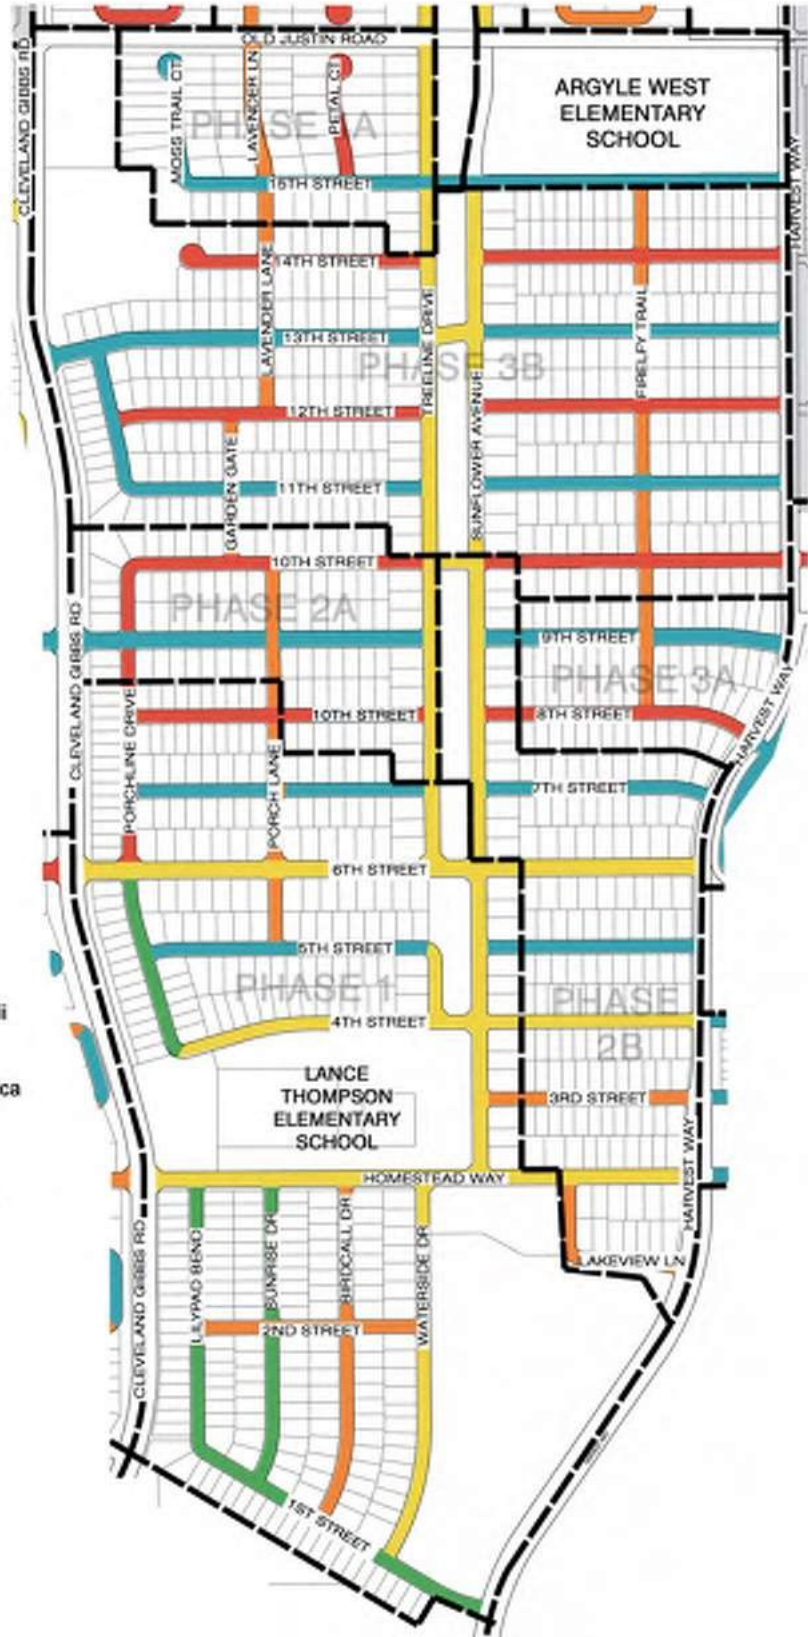 OLD JUSTIN ROAD
CLEVELAND GIBBS RD
MOSS TRAIL CT
LAVENDER LN
PETAL CT
PHASE 1A
ARGYLE WEST
ELEMENTARY
SCHOOL
HARVEST WAY
15TH STREET
14TH STREET
LAVENDER LANE
TREELINE DRIVE
FIRELFY TRAIL
13TH STREET
PHASE 3B
SUNFLOWER AVENUE
12TH STREET
GARDEN GATE
11TH STREET
10TH STREET
PHASE 2A
CLEVELAND GIBBS RD
9TH STREET
PHASE 3A
PORCHLINE DRIVE
10TH STREET
8TH STREET
HARVEST WAY
PORCH LANE
7TH STREET
6TH STREET
5TH STREET
PHASE 1
PHASE
2B
4TH STREET
LANCE
THOMPSON
ELEMENTARY
SCHOOL
ca
3RD STREET
HARVEST WAY
HOMESTEAD WAY
CLEVELAND GIBBS RD
LILYPAD BEND
SUNRISE DR
BIRDCALL DR
WATERSIDE DR
LAKEVIEW LN
2ND STREET
1ST STREET